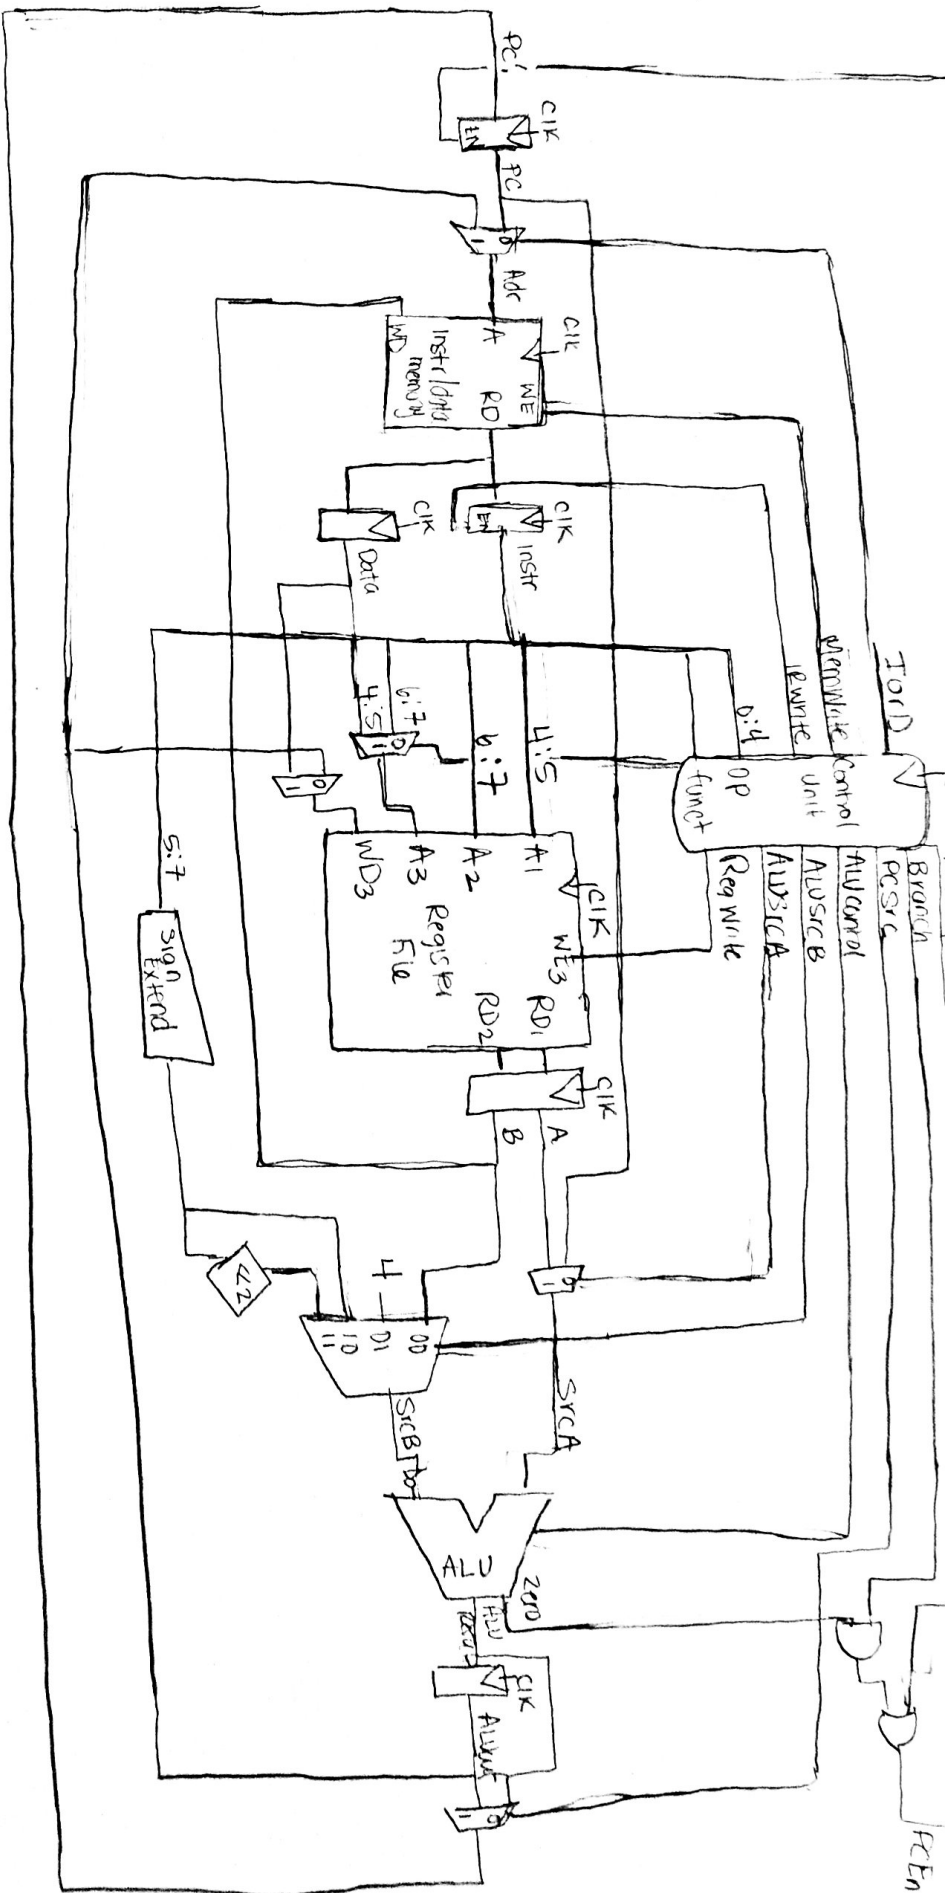 PC'
CLK
EN
PC
0
1
Adr
CLK
A
WE
RD
Instr/data
memory
WD
CLK
EN
Instr
CLK
Data
IorD
MemWrite
IRWrite
0:4
Control
unit
OP
funct
Branch
PCSrc
ALUcontrol
ALUSrcB
ALUSrcA
RegWrite
4:5
6:7
6:7
4:5
0
1
0
1
CLK
A1
A2
A3
WD3
WE3
Register
File
RD1
RD2
CLK
A
B
5:7
Sign
Extend
<<2
4
00
01
10
11
0
1
SrcA
SrcB
ALU
Zero
ALU
CLK
ALUout
0
1
PCEn